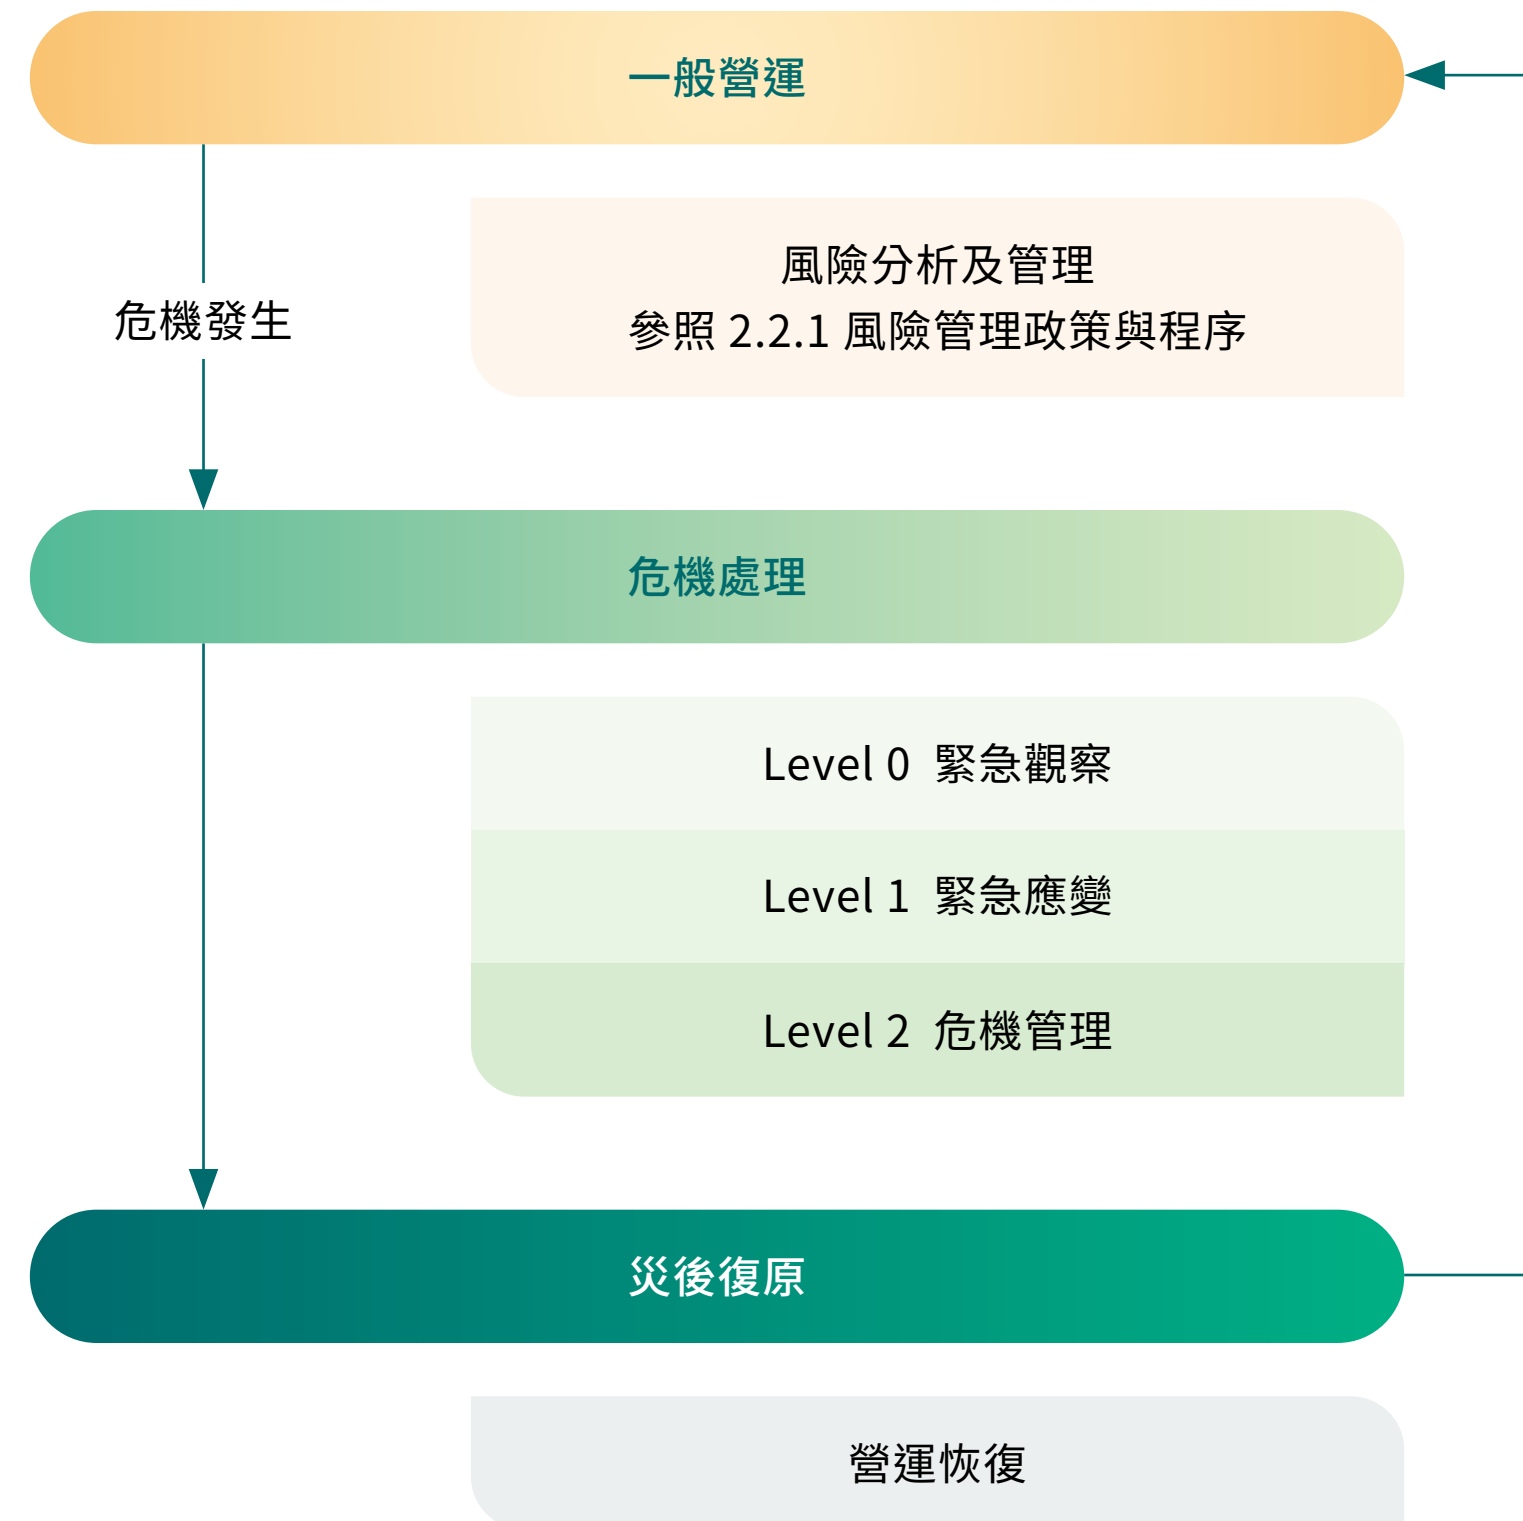 一般營運
風險分析及管理
參照 2.2.1 風險管理政策與程序
危機發生
危機處理
Level 0 緊急觀察
Level 1 緊急應變
Level 2 危機管理
災後復原
營運恢復